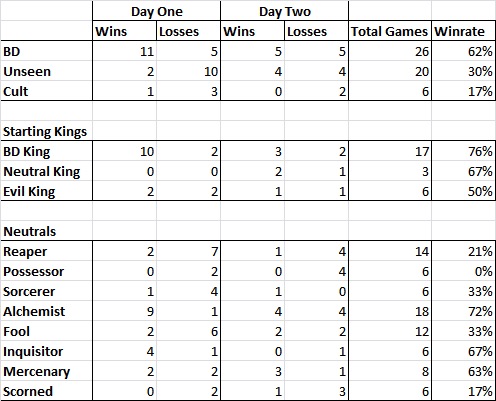 Day One Day Two
Wins Losses Wins Losses Total Games Winrate
BD 11 5 5 5 26 62%
Unseen 2 10 4 4 20 30%
Cult 1 3 0 2 6 17%
Starting Kings
BD King 10 2 3 2 17 76%
Neutral King 0 0 2 1 3 67%
Evil King 2 2 1 1 6 50%
Neutrals
Reaper 2 7 1 4 14 21%
Possessor 0 2 0 4 6 0%
Sorcerer 1 4 1 0 6 33%
Alchemist 9 1 4 4 18 72%
Fool 2 6 2 2 12 33%
Inquisitor 4 1 0 1 6 67%
Mercenary 2 2 3 1 8 63%
Scorned 0 2 1 3 6 17%